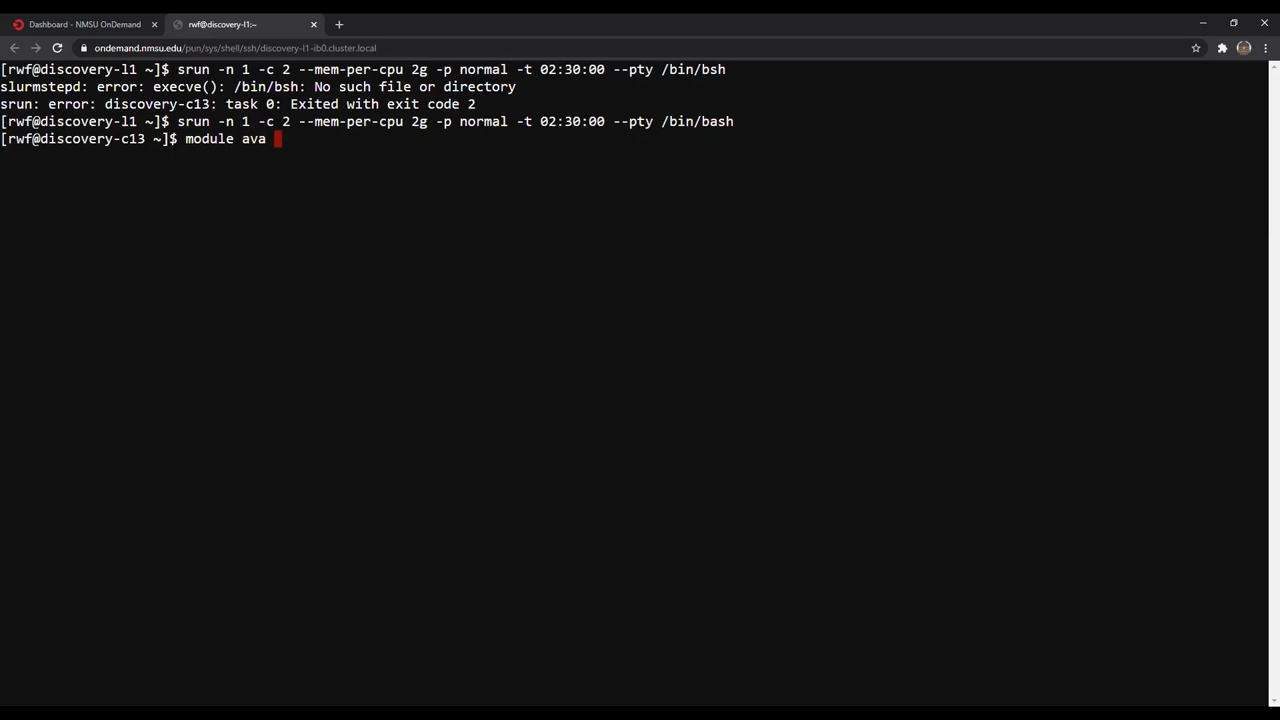 Dashboard - NMSU OnDemand
rwf@discovery-l1:~
ondemand.nmsu.edu/pun/sys/shell/ssh/discovery-l1-ib0.cluster.local
[rwf@discovery-l1 ~]$ srun -n 1 -c 2 --mem-per-cpu 2g -p normal -t 02:30:00 --pty /bin/bsh
slurmstepd: error: execve(): /bin/bsh: No such file or directory
srun: error: discovery-c13: task 0: Exited with exit code 2
[rwf@discovery-l1 ~]$ srun -n 1 -c 2 --mem-per-cpu 2g -p normal -t 02:30:00 --pty /bin/bash
[rwf@discovery-c13 ~]$ module ava